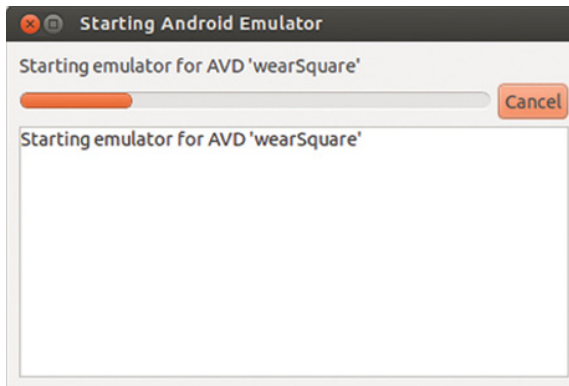 Starting Android Emulator
Starting emulator for AVD 'wearSquare'
Cancel
Starting emulator for AVD 'wearSquare'